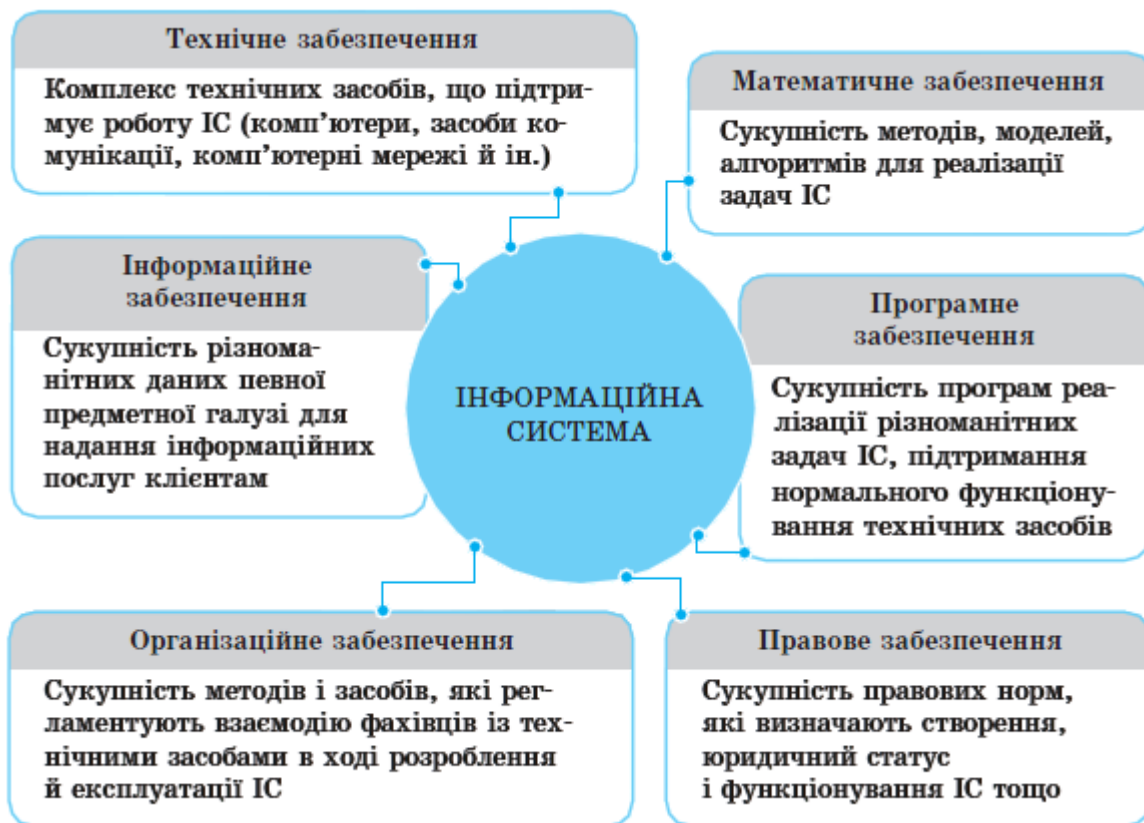 Технічне забезпечення
Комплекс технічних засобів, що підтри-
мує роботу ІС (комп’ютери, засоби ко-
мунікації, комп’ютерні мережі й ін.)
Математичне забезпечення
Сукупність методів, моделей,
алгоритмів для реалізації
задач ІС
Інформаційне
забезпечення
Сукупність різнома-
нітних даних певної
предметної галузі для
надання інформаційних
послуг клієнтам
ІНФОРМАЦІЙНА
СИСТЕМА
Програмне
забезпечення
Сукупність програм реа-
лізації різноманітних
задач ІС, підтримання
нормального функціону-
вання технічних засобів
Організаційне забезпечення
Сукупність методів і засобів, які рег-
ламентують взаємодію фахівців із тех-
нічними засобами в ході розроблення
й експлуатації ІС
Правове забезпечення
Сукупність правових норм,
які визначають створення,
юридичний статус
і функціонування ІС тощо